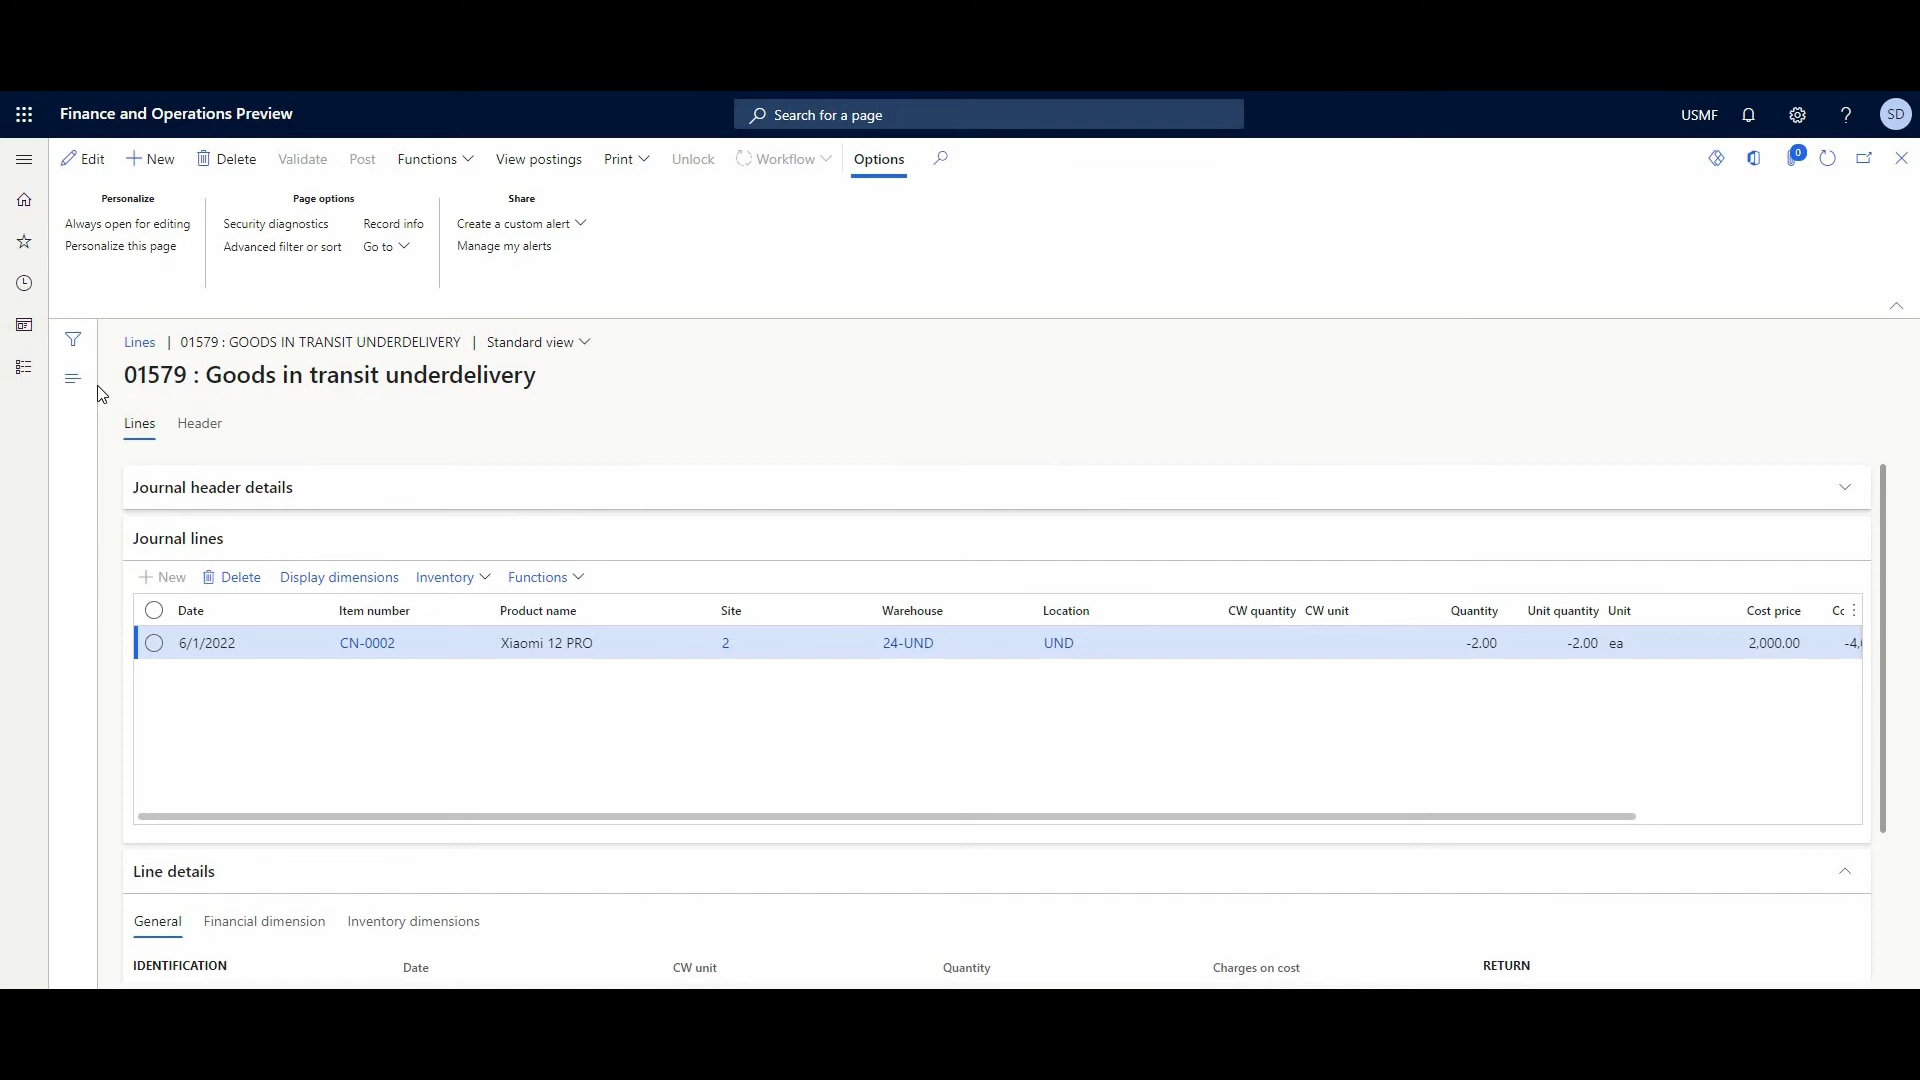 Finance and Operations Preview
Search for a page
USMF
SD
Edit
New
Delete
Validate
Post
Functions
View postings
Print
Unlock
Workflow
Options
0
Personalize
Always open for editing
Personalize this page
Page options
Security diagnostics
Record info
Advanced filter or sort
Go to
Share
Create a custom alert
Manage my alerts
Lines | 01579 : GOODS IN TRANSIT UNDERDELIVERY | Standard view
01579 : Goods in transit underdelivery
Lines Header
Journal header details
Journal lines
New Delete Display dimensions Inventory Functions
Date Item number Product name Site Warehouse Location CW quantity CW unit Quantity Unit quantity Unit Cost price
6/1/2022 CN-0002 Xiaomi 12 PRO 2 24-UND UND -2.00 -2.00 ea 2,000.00
Line details
General Financial dimension Inventory dimensions
IDENTIFICATION Date CW unit Quantity Charges on cost RETURN